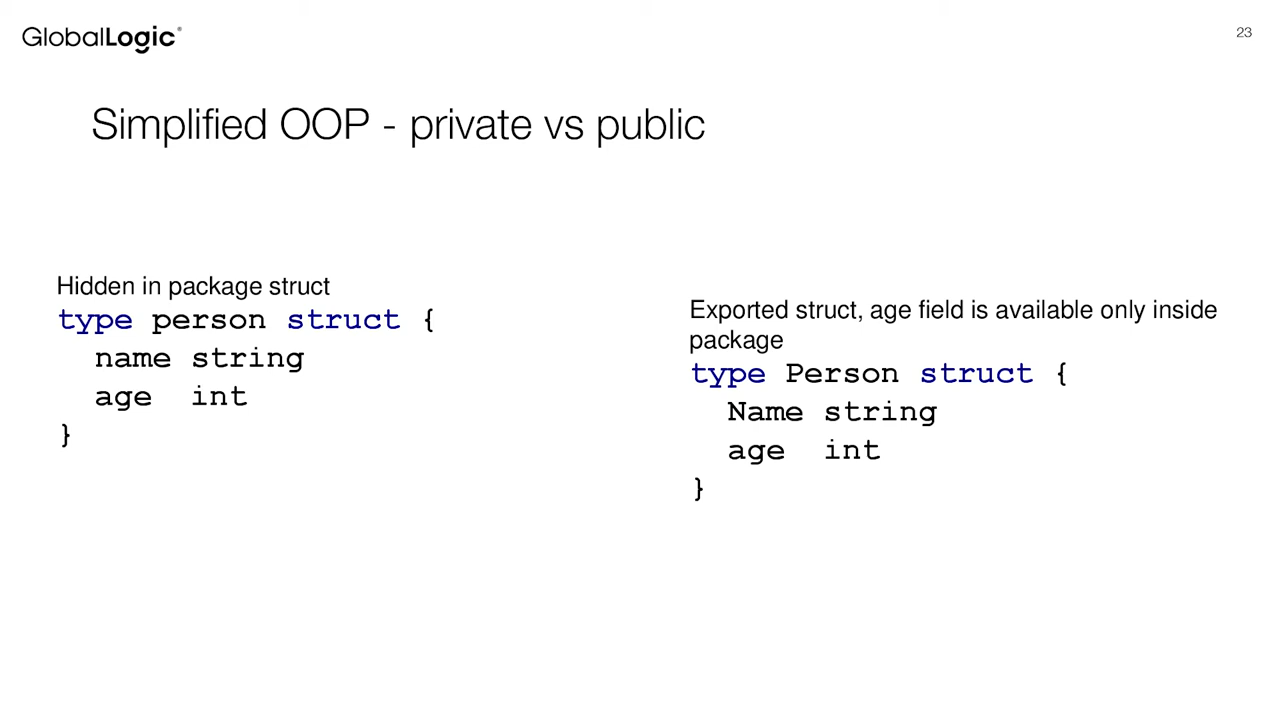 GlobalLogic®
23
Simplified OOP - private vs public
Hidden in package struct
type person struct {
  name string
  age  int
}
Exported struct, age field is available only inside
package
type Person struct {
  Name string
  age  int
}